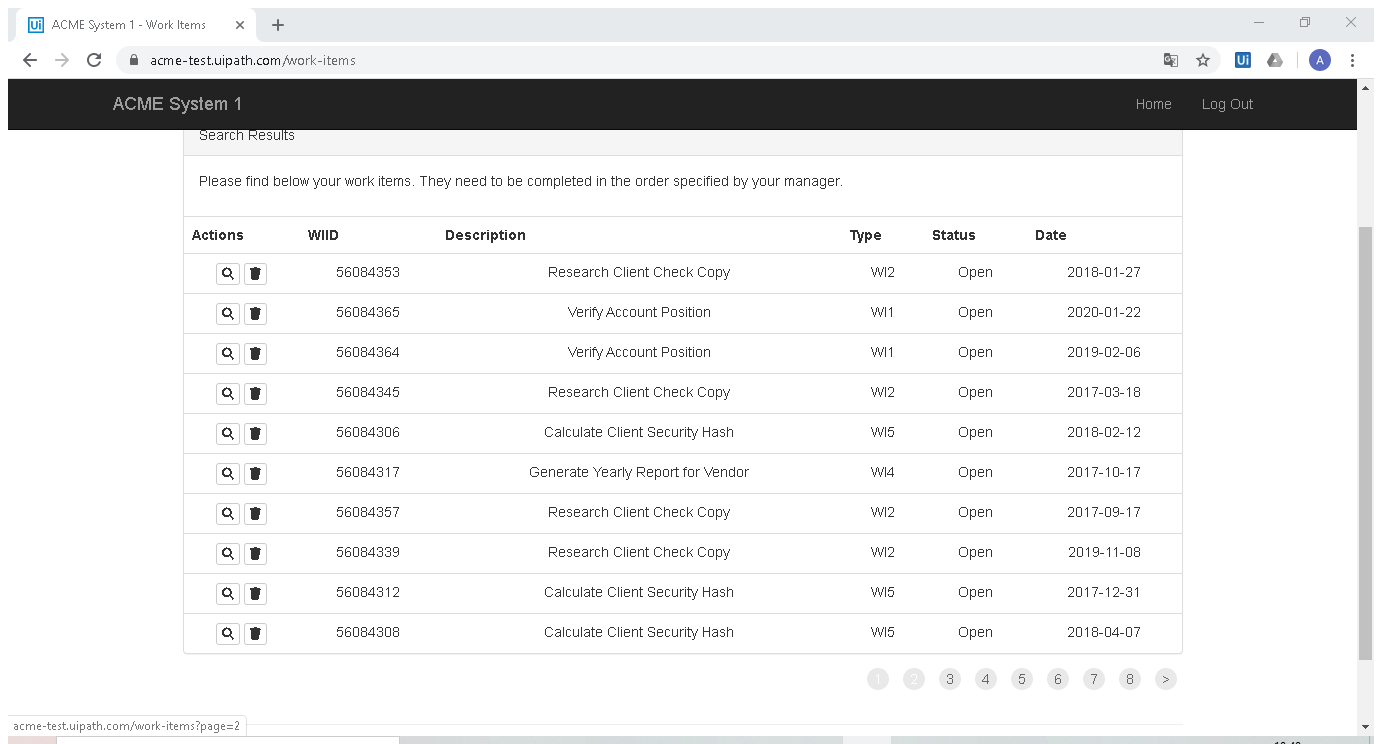 Ui ACME System 1 - Work Items
acme-test.uipath.com/work-items Ui A
ACME System 1 Home Log Out
Search Results
Please find below your work items. They need to be completed in the order specified by your manager.
Actions WIID Description Type Status Date
56084353 Research Client Check Copy WI2 Open 2018-01-27
56084365 Verify Account Position WI1 Open 2020-01-22
56084364 Verify Account Position WI1 Open 2019-02-06
56084345 Research Client Check Copy WI2 Open 2017-03-18
56084306 Calculate Client Security Hash WI5 Open 2018-02-12
56084317 Generate Yearly Report for Vendor WI4 Open 2017-10-17
56084357 Research Client Check Copy WI2 Open 2017-09-17
56084339 Research Client Check Copy WI2 Open 2019-11-08
56084312 Calculate Client Security Hash WI5 Open 2017-12-31
56084308 Calculate Client Security Hash WI5 Open 2018-04-07
1 2 3 4 5 6 7 8 >
acme-test.uipath.com/work-items?page=2